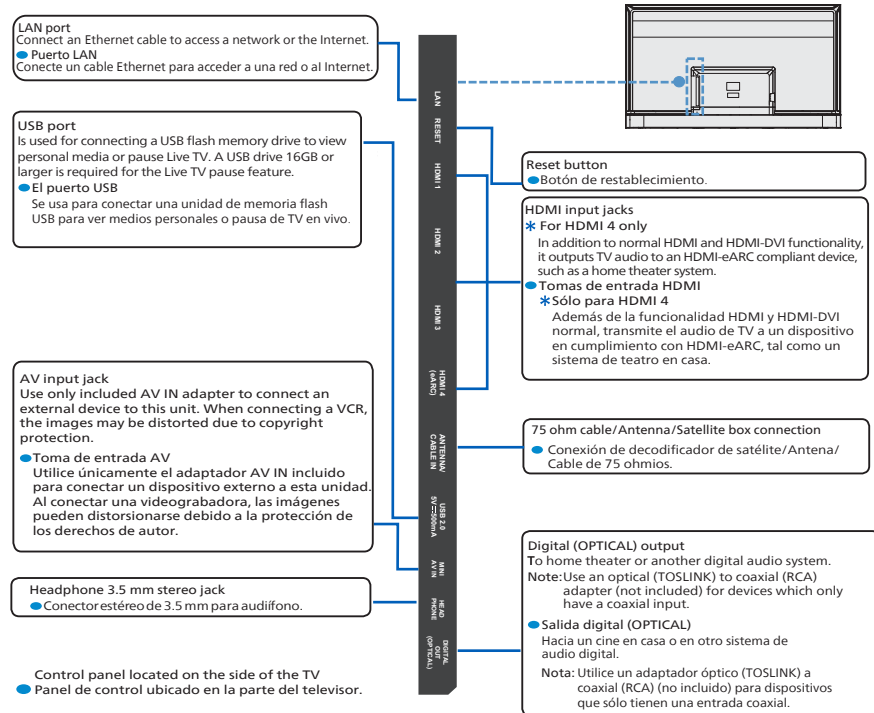 LAN port
Connect an Ethernet cable to access a network or the Internet.
Puerto LAN
Conecte un cable Ethernet para acceder a una red o al Internet.
USB port
Is used for connecting a USB flash memory drive to view
personal media or pause Live TV. A USB drive 16GB or
larger is required for the Live TV pause feature.
El puerto USB
Se usa para conectar una unidad de memoria flash
USB para ver medios personales o pausa de TV en vivo.
AV input jack
Use only included AV IN adapter to connect an
external device to this unit. When connecting a VCR,
the images may be distorted due to copyright
protection.
Toma de entrada AV
Utilice únicamente el adaptador AV IN incluido
para conectar un dispositivo externo a esta unidad.
Al conectar una videograbadora, las imágenes
pueden distorsionarse debido a la protección de
los derechos de autor.
Headphone 3.5 mm stereo jack
Conector estéreo de 3.5 mm para audiífono.
Control panel located on the side of the TV
Panel de control ubicado en la parte del televisor.
LAN
RESET
HDMI 1
HDMI 2
HDMI 3
HDMI 4
(eARC)
ANTENNA/
CABLE IN
USB 2.0
5V⎓500mA
MINI
AV IN
HEAD
PHONE
DIGITAL
OUT
(OPTICAL)
Reset button
Botón de restablecimiento.
HDMI input jacks
* For HDMI 4 only
In addition to normal HDMI and HDMI-DVI functionality,
it outputs TV audio to an HDMI-eARC compliant device,
such as a home theater system.
Tomas de entrada HDMI
* Sólo para HDMI 4
Además de la funcionalidad HDMI y HDMI-DVI
normal, transmite el audio de TV a un dispositivo
en cumplimiento con HDMI-eARC, tal como un
sistema de teatro en casa.
75 ohm cable/Antenna/Satellite box connection
Conexión de decodificador de satélite/Antena/
Cable de 75 ohmios.
Digital (OPTICAL) output
To home theater or another digital audio system.
Note: Use an optical (TOSLINK) to coaxial (RCA)
adapter (not included) for devices which only
have a coaxial input.
Salida digital (OPTICAL)
Hacia un cine en casa o en otro sistema de
audio digital.
Nota: Utilice un adaptador óptico (TOSLINK) a
coaxial (RCA) (no incluido) para dispositivos
que sólo tienen una entrada coaxial.